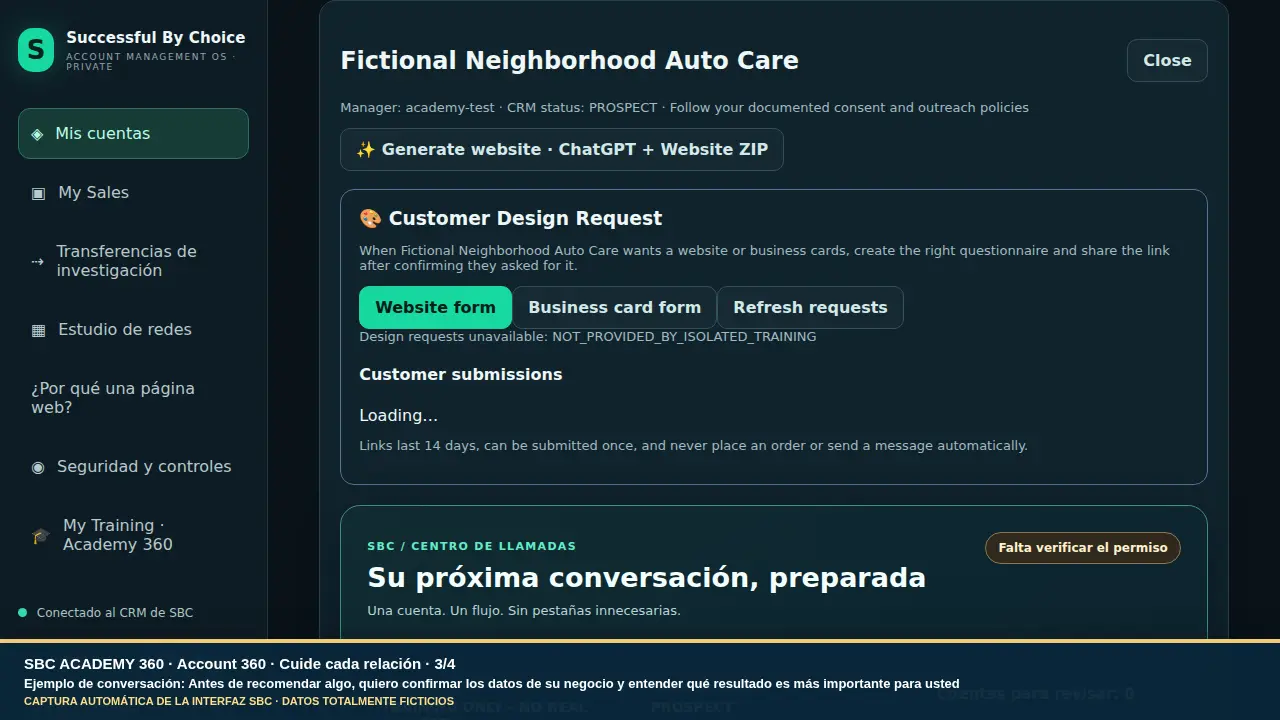 S
Successful By Choice
ACCOUNT MANAGEMENT OS ·
PRIVATE
Mis cuentas
My Sales
Transferencias de
investigación
Estudio de redes
¿Por qué una página
web?
Seguridad y controles
My Training ·
Academy 360
Conectado al CRM de SBC
Fictional Neighborhood Auto Care
Close
Manager: academy-test · CRM status: PROSPECT · Follow your documented consent and outreach policies
✨ Generate website · ChatGPT + Website ZIP
🎨 Customer Design Request
When Fictional Neighborhood Auto Care wants a website or business cards, create the right questionnaire and share the link
after confirming they asked for it.
Website form
Business card form
Refresh requests
Design requests unavailable: NOT_PROVIDED_BY_ISOLATED_TRAINING
Customer submissions
Loading...
Links last 14 days, can be submitted once, and never place an order or send a message automatically.
SBC / CENTRO DE LLAMADAS
Falta verificar el permiso
Su próxima conversación, preparada
Una cuenta. Un flujo. Sin pestañas innecesarias.
SBC ACADEMY 360 · Account 360 · Cuide cada relación · 3/4
Ejemplo de conversación: Antes de recomendar algo, quiero confirmar los datos de su negocio y entender qué resultado es más importante para usted
Cuentas para revisar: 0
CAPTURA AUTOMÁTICA DE LA INTERFAZ SBC · DATOS TOTALMENTE FICTICIOS
ONLY - NO REAL
PROSPECT